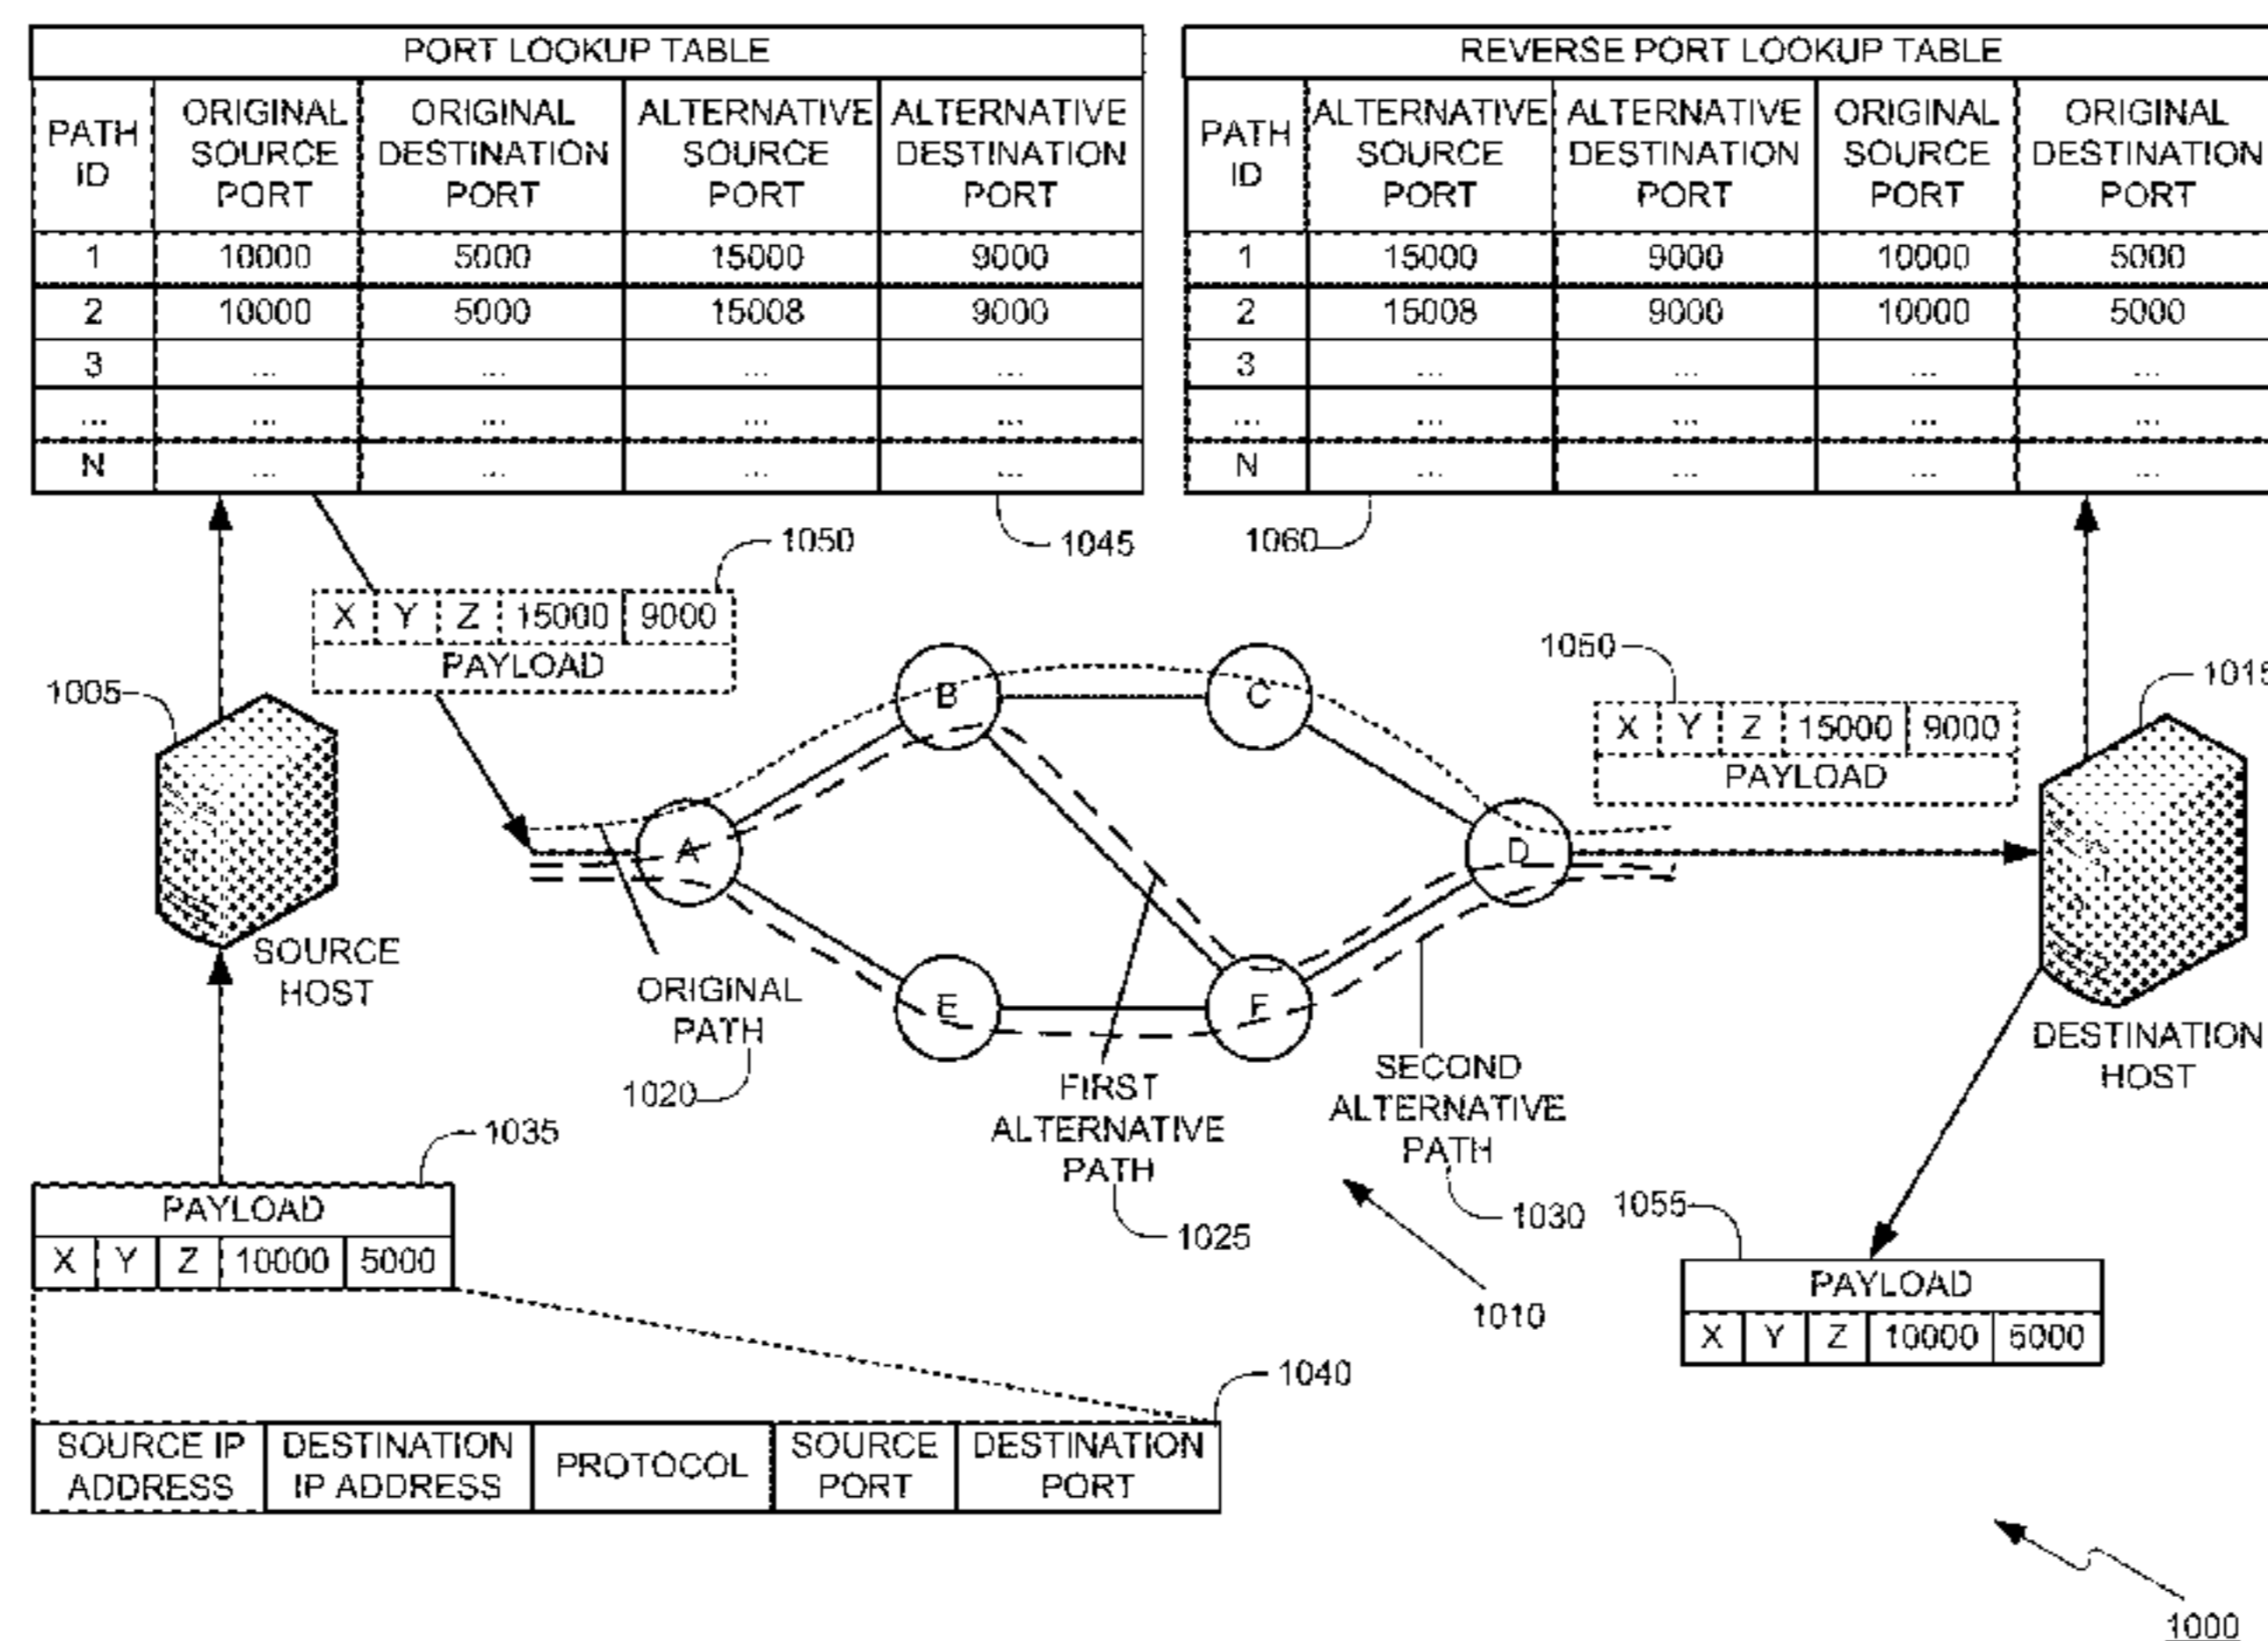 PORT LOOKUP TABLE
PATH ID | ORIGINAL SOURCE PORT | ORIGINAL DESTINATION PORT | ALTERNATIVE SOURCE PORT | ALTERNATIVE DESTINATION PORT
1 | 10000 | 5000 | 15000 | 9000
2 | 10000 | 5000 | 15008 | 9000
3 | ... | ... | ... | ...
... | ... | ... | ... | ...
N | ... | ... | ... | ...
REVERSE PORT LOOKUP TABLE
PATH ID | ALTERNATIVE SOURCE PORT | ALTERNATIVE DESTINATION PORT | ORIGINAL SOURCE PORT | ORIGINAL DESTINATION PORT
1 | 15000 | 9000 | 10000 | 5000
2 | 15008 | 9000 | 10000 | 5000
3 | ... | ... | ... | ...
... | ... | ... | ... | ...
N | ... | ... | ... | ...
1050
1045
1060
X Y Z 15000 9000
PAYLOAD
1005
SOURCE
HOST
B
C
A
D
E
F
1050
X Y Z 15000 9000
PAYLOAD
1015
DESTINATION
HOST
ORIGINAL
PATH
1020
FIRST
ALTERNATIVE
PATH
1025
SECOND
ALTERNATIVE
PATH
1030
1010
1035
PAYLOAD
X Y Z 10000 5000
1055
PAYLOAD
X Y Z 10000 5000
1040
SOURCE IP ADDRESS | DESTINATION IP ADDRESS | PROTOCOL | SOURCE PORT | DESTINATION PORT
1000